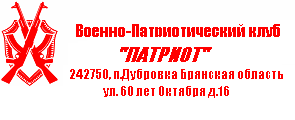 Военно-Патриотический клуб
"ПАТРИОТ"
242750, п.Дубровка Брянская область
ул. 60 лет Октября д.16